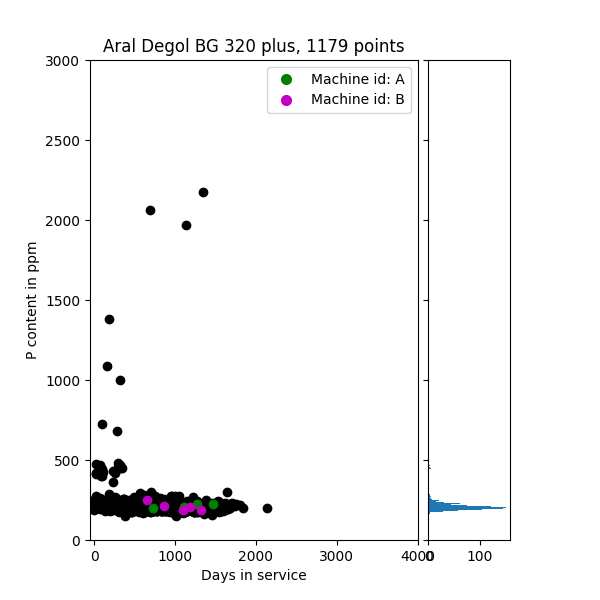 Aral Degol BG 320 plus, 1179 points
Machine id: A
Machine id: B
P content in ppm
3000
2500
2000
1500
1000
500
0
0 1000 2000 3000 4000
0 100
Days in service